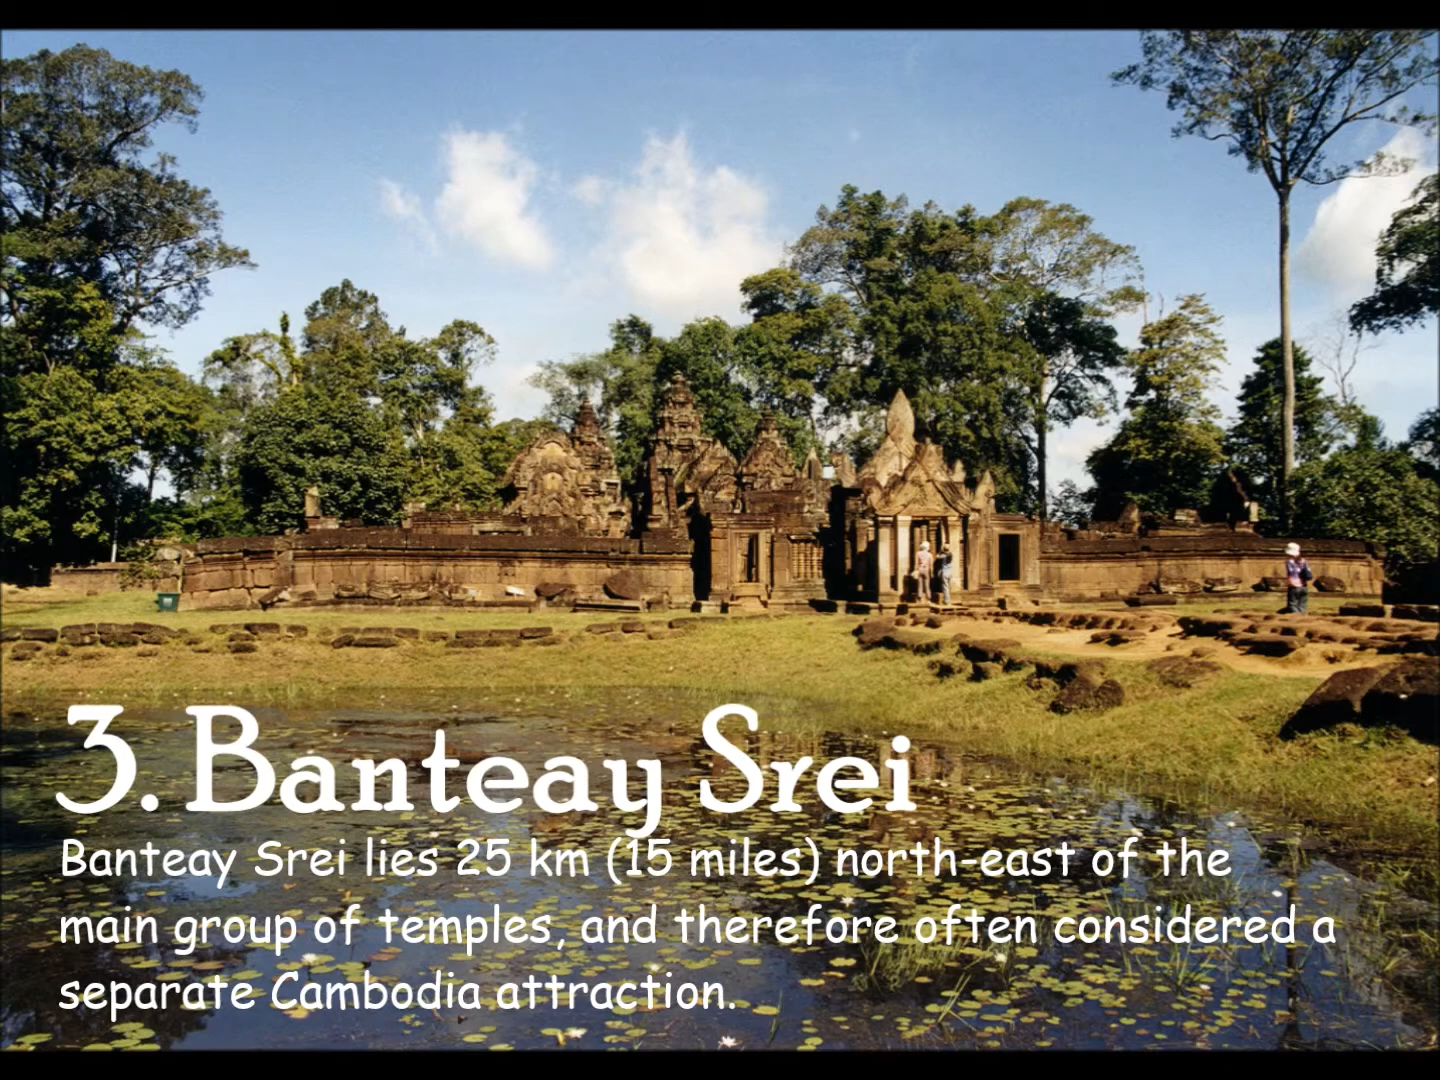 3. Banteay Srei
Banteay Srei lies 25 km (15 miles) north-east of the
main group of temples, and therefore often considered a
separate Cambodia attraction.